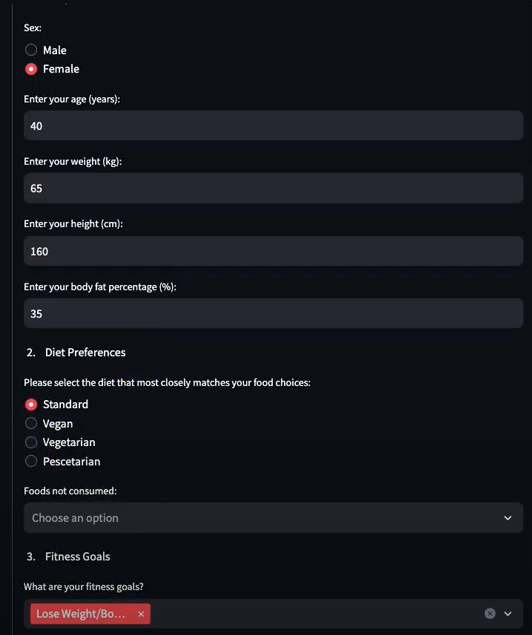 Sex:
Male
Female
Enter your age (years):
40
Enter your weight (kg):
65
Enter your height (cm):
160
Enter your body fat percentage (%):
35
2. Diet Preferences
Please select the diet that most closely matches your food choices:
Standard
Vegan
Vegetarian
Pescetarian
Foods not consumed:
Choose an option
3. Fitness Goals
What are your fitness goals?
Lose Weight/Bo...